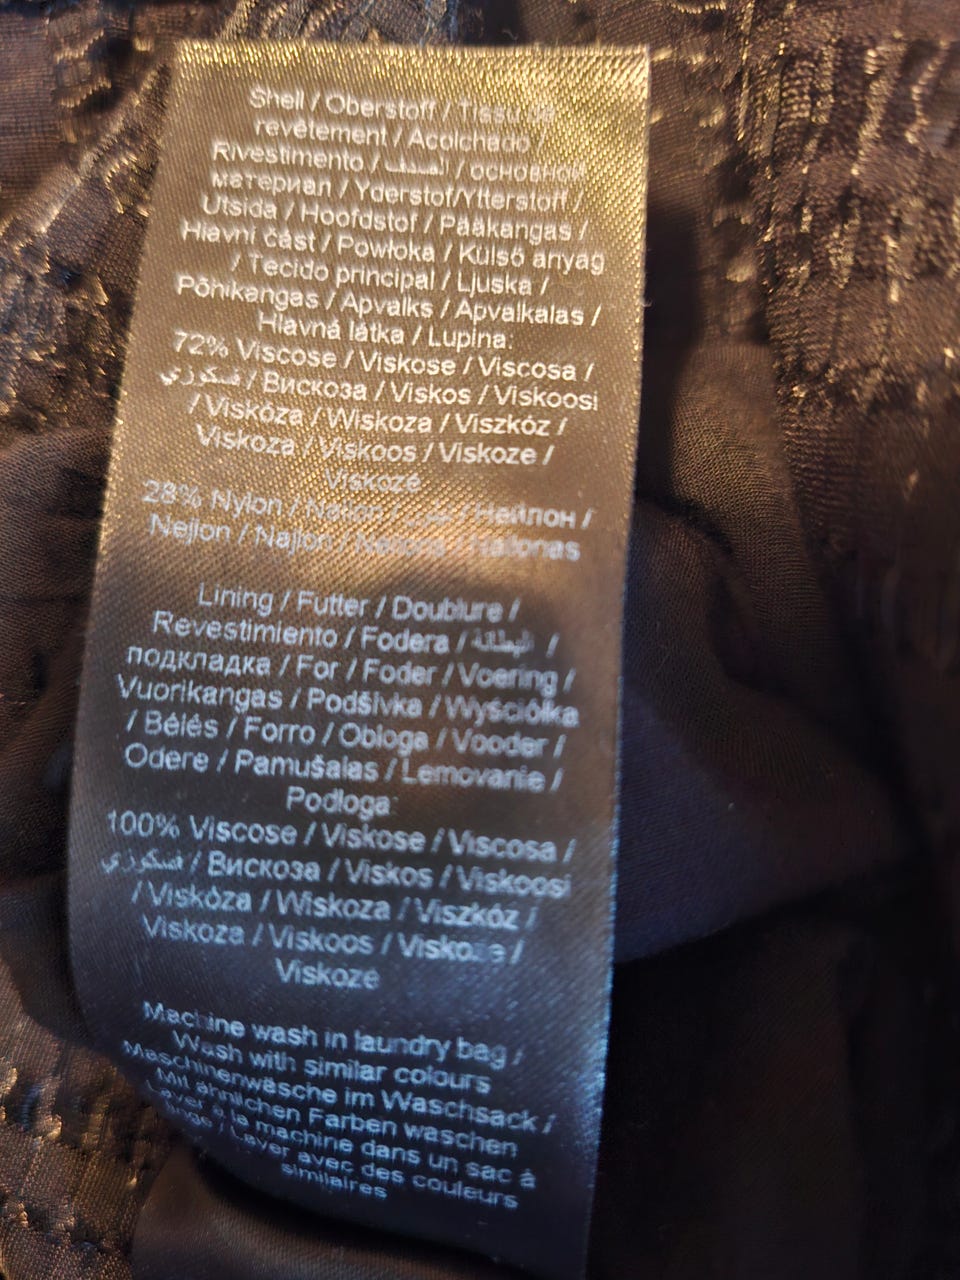 Shell / Oberstoff / Tissu de
revêtement / Acolchado /
Rivestimento / الصدف / основной
материал / Yderstof/Ytterstoff /
Utsida / Hoofdstof / Pääkangas /
Hlavní část / Powłoka / Külső anyag
/ Tecido principal / Ljuska /
Põhikangas / Apvalks / Apvalkalas /
Hlavná látka / Lupina:
72% Viscose / Viskose / Viscosa /
فسكوزي / Вискоза / Viskos / Viskoosi
/ Viskóza / Wiskoza / Viszkóz /
Viskoza / Viskoos / Viskoze /
Viskozė
28% Nylon / / Нейлон /
Nejlon / Najlon /
Lining / Futter / Doublure /
Revestimiento / Fodera / /
подкладка / For / Foder / Voering /
Vuorikangas / Podšívka / Wyściółka
/ Bélés / Forro / Obloga / Vooder /
Odere / Pamušalas / Lemovanie /
Podloga:
100% Viscose / Viskose / Viscosa /
فسكوزي / Вискоза / Viskos / Viskoosi
/ Viskóza / Wiskoza / Viszkóz /
Viskoza / Viskoos / Viskoze /
Viskozė
Machine wash in laundry bag /
Wash with similar colours
Maschinenwäsche im Waschsack /
Mit ähnlichen Farben waschen
Laver à la machine dans un sac à
linge / Laver avec des couleurs
similaires